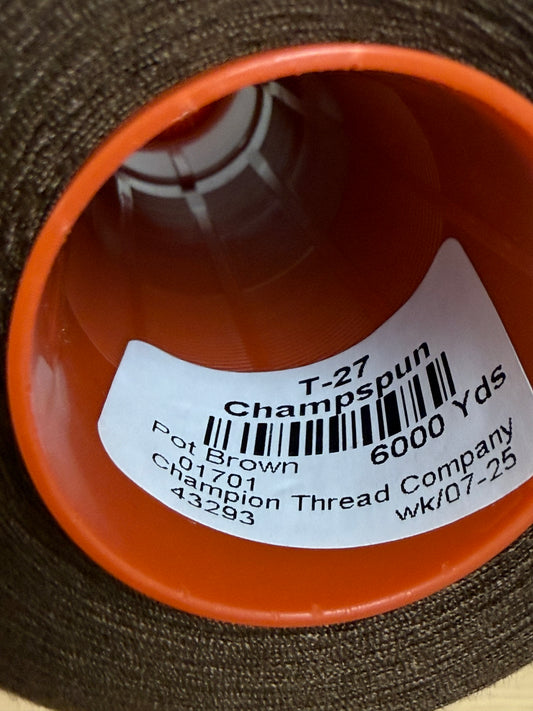 T-27
Champspun
6000 Yds
Pot Brown
01701
Champion Thread Company
43293
wk/07-25